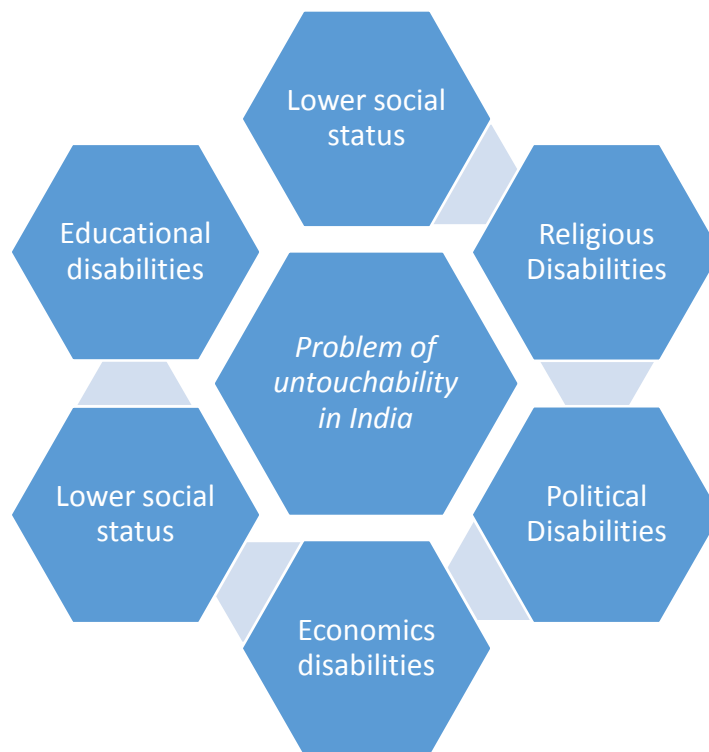 Lower social
status
Religious
Disabilities
Political
Disabilities
Economics
disabilities
Lower social
status
Educational
disabilities
Problem of
untouchability
in India